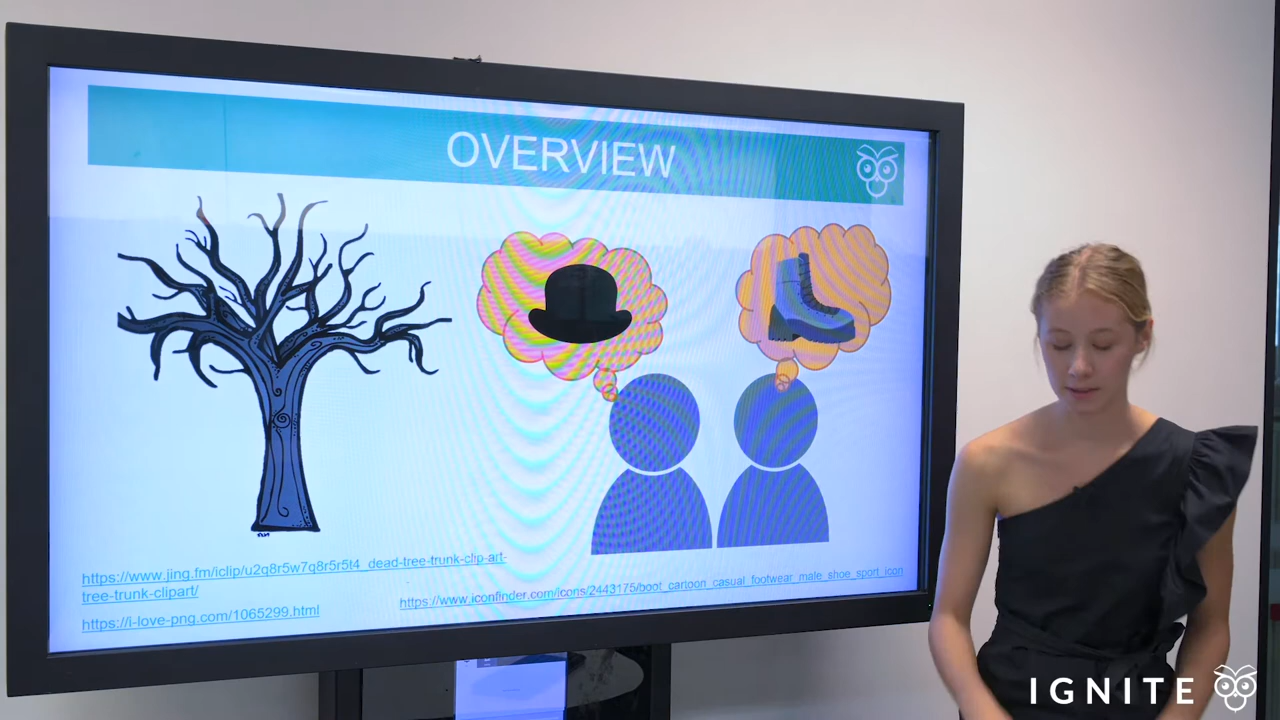 OVERVIEW
https://www.jing.fm/iclip/u2q8r5w7q8r5r5t4_dead-tree-trunk-clip-art-
tree-trunk-clipart/
https://www.iconfinder.com/icons/2443175/boot_cartoon_casual_footwear_male_shoe_sport_icon
https://i-love-png.com/1065299.html
IGNITE